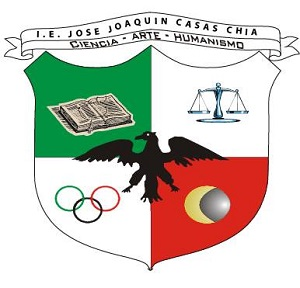 I.E. JOSE JOAQUIN CASAS CHIA
CIENCIA - ARTE - HUMANISMO